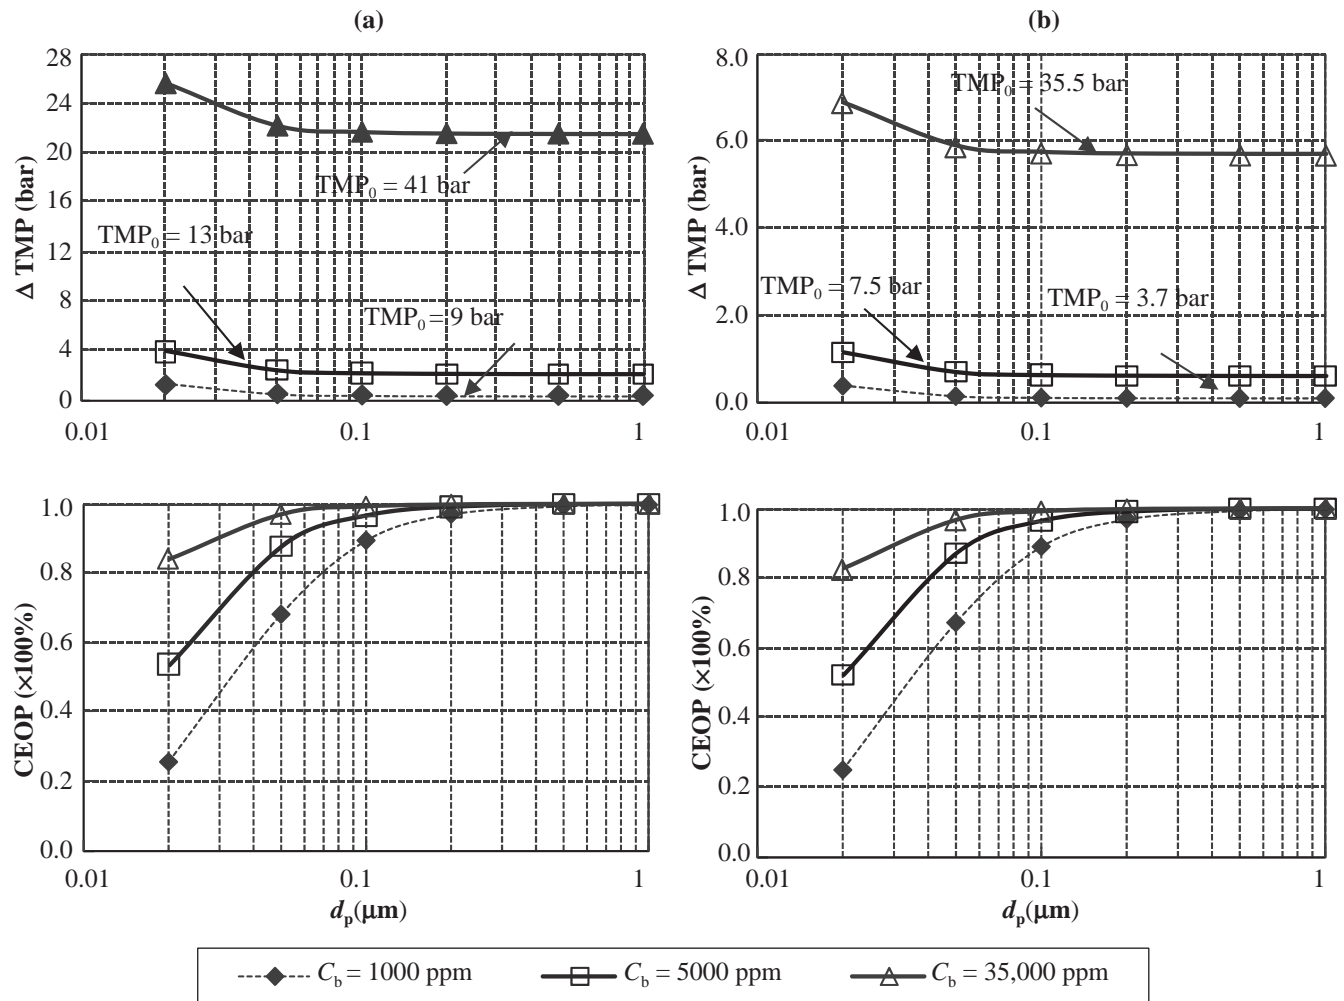 (a)
28
24
20
16
12
8
4
0
Δ TMP (bar)
TMP₀ = 41 bar
TMP₀ = 13 bar
TMP₀ = 9 bar
0.01
0.1
1
(b)
8.0
6.0
4.0
2.0
0.0
Δ TMP (bar)
TMP₀ = 35.5 bar
TMP₀ = 7.5 bar
TMP₀ = 3.7 bar
0.01
0.1
1
1.0
0.8
0.6
0.4
0.2
0.0
CEOP (×100%)
0.01
0.1
1
dₚ(μm)
1.0
0.8
0.6
0.4
0.2
0.0
CEOP (×100%)
0.01
0.1
1
dₚ(μm)
C_b = 1000 ppm
C_b = 5000 ppm
C_b = 35,000 ppm